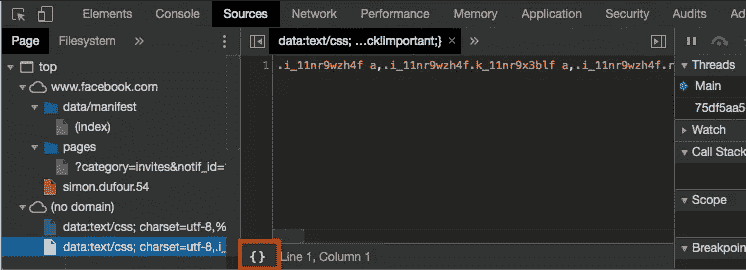 Elements Console Sources Network Performance Memory Application Security Audits Ad
Page Filesystem »
data:text/css; …cklimportant;} × »
top
www.facebook.com
data/manifest
(index)
pages
?category=invites&notif_id=
simon.dufour.54
(no domain)
data:text/css; charset=utf-8,%
data:text/css; charset=utf-8,.i_
1 .i_11nr9wzh4f a,.i_11nr9wzh4f.k_11nr9x3blf a,.i_11nr9wzh4f.r
{} Line 1, Column 1
Threads
Main
75df5aa5
Watch
Call Stack
Scope
Breakpoin